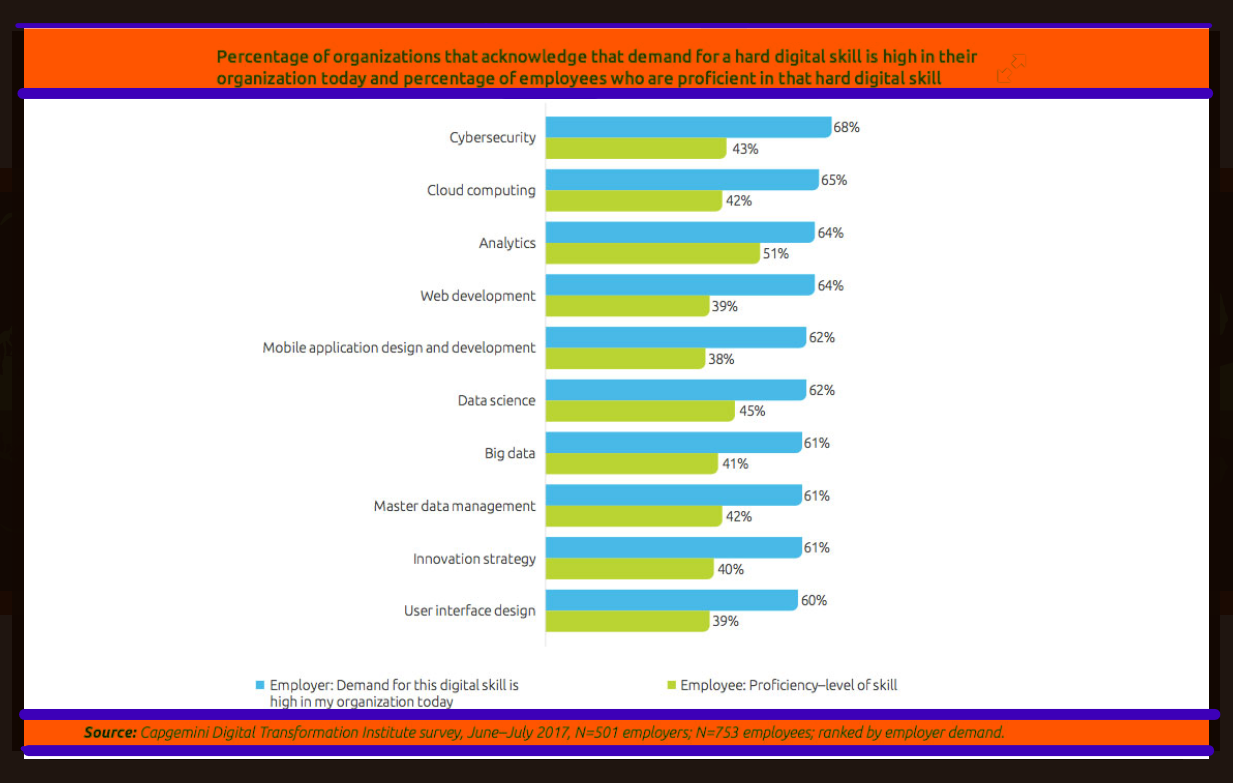 Percentage of organizations that acknowledge that demand for a hard digital skill is high in their
organization today and percentage of employees who are proficient in that hard digital skill
Cybersecurity
68%
43%
Cloud computing
65%
42%
Analytics
64%
51%
Web development
64%
39%
Mobile application design and development
62%
38%
Data science
62%
45%
Big data
61%
41%
Master data management
61%
42%
Innovation strategy
61%
40%
User interface design
60%
39%
Employer: Demand for this digital skill is
high in my organization today
Employee: Proficiency–level of skill
Source: Capgemini Digital Transformation Institute survey, June–July 2017, N=501 employers; N=753 employees; ranked by employer demand.